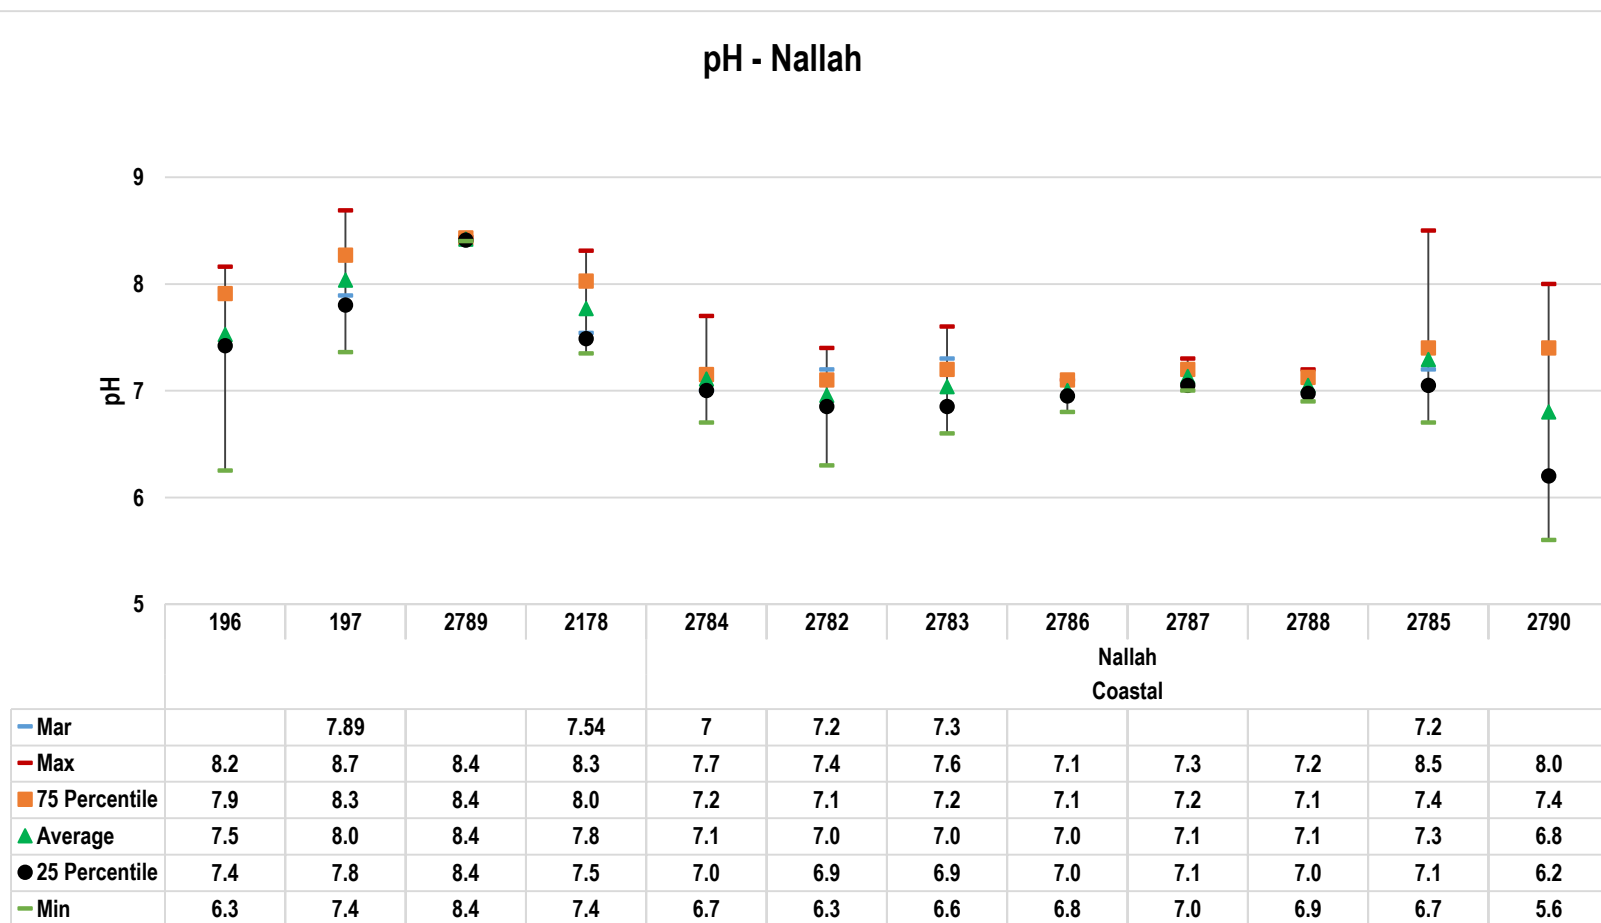 pH - Nallah
9
8
7
6
5
pH
196 197 2789 2178 2784 2782 2783 2786 2787 2788 2785 2790
Nallah
Coastal
Mar 7.89 7.54 7 7.2 7.3 7.2
Max 8.2 8.7 8.4 8.3 7.7 7.4 7.6 7.1 7.3 7.2 8.5 8.0
75 Percentile 7.9 8.3 8.4 8.0 7.2 7.1 7.2 7.1 7.2 7.1 7.4 7.4
Average 7.5 8.0 8.4 7.8 7.1 7.0 7.0 7.0 7.1 7.1 7.3 6.8
25 Percentile 7.4 7.8 8.4 7.5 7.0 6.9 6.9 7.0 7.1 7.0 7.1 6.2
Min 6.3 7.4 8.4 7.4 6.7 6.3 6.6 6.8 7.0 6.9 6.7 5.6